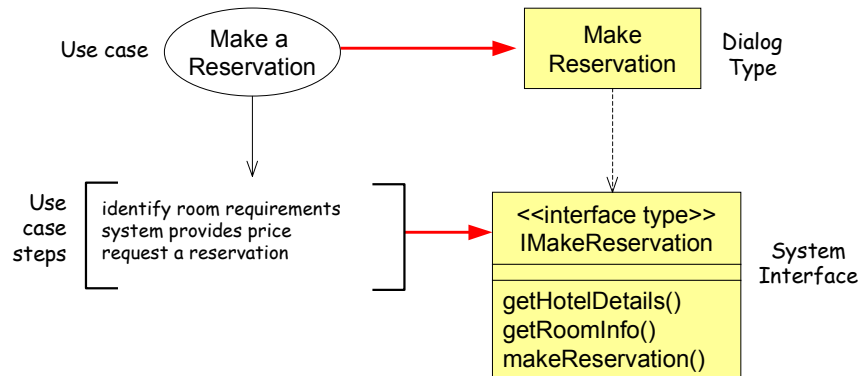 Use case
Make a
Reservation
Make
Reservation
Dialog
Type
Use
case
steps
identify room requirements
system provides price
request a reservation
<<interface type>>
IMakeReservation
getHotelDetails()
getRoomInfo()
makeReservation()
System
Interface